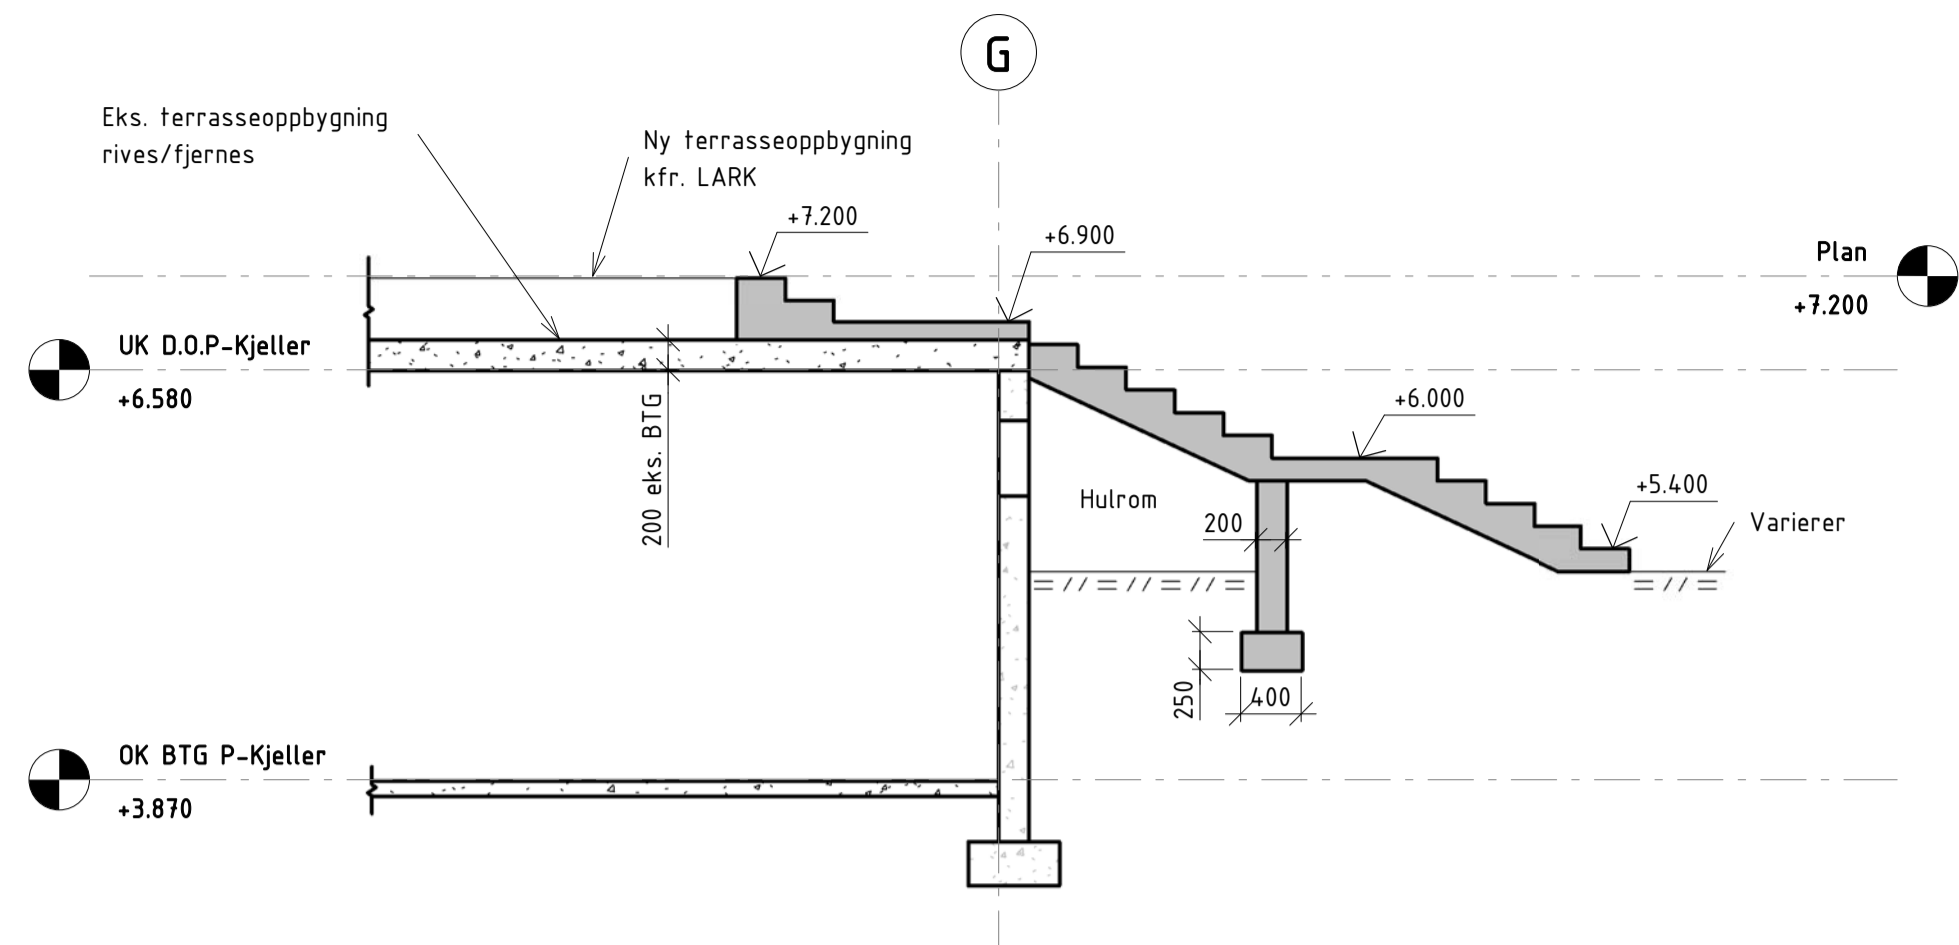 G
Eks. terrasseoppbygning
rives/fjernes
Ny terrasseoppbygning
kfr. LARK
+7.200
+6.900
Plan
+7.200
UK D.O.P-Kjeller
+6.580
200 eks. BTG
+6.000
+5.400
Hulrom
200
Varierer
250
400
OK BTG P-Kjeller
+3.870